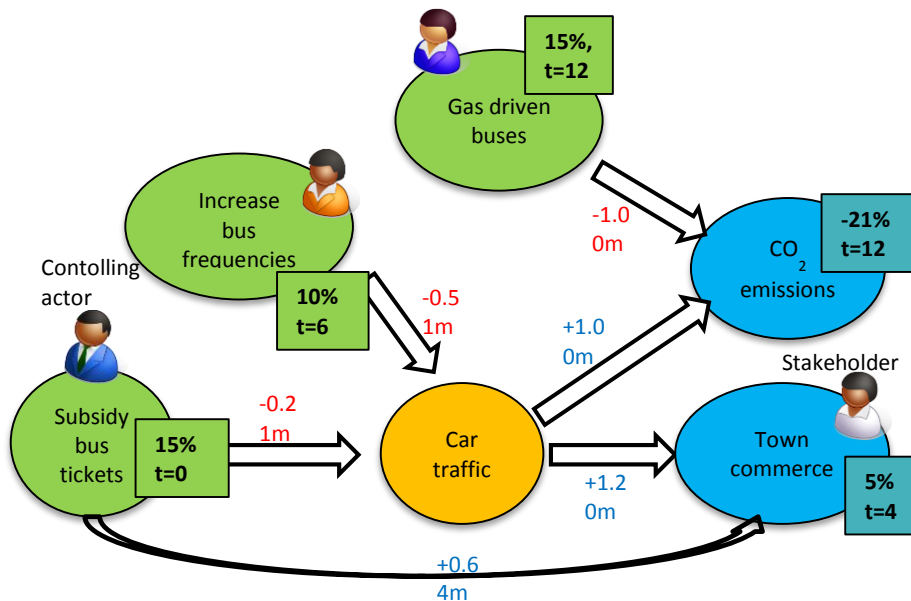 15%,
t=12
Gas driven
buses
Increase
bus
frequencies
10%
t=6
-1.0
0m
-21%
t=12
CO2
emissions
Contolling
actor
-0.5
1m
+1.0
0m
Subsidy
bus
tickets
15%
t=0
-0.2
1m
Car
traffic
+1.2
0m
Stakeholder
Town
commerce
5%
t=4
+0.6
4m